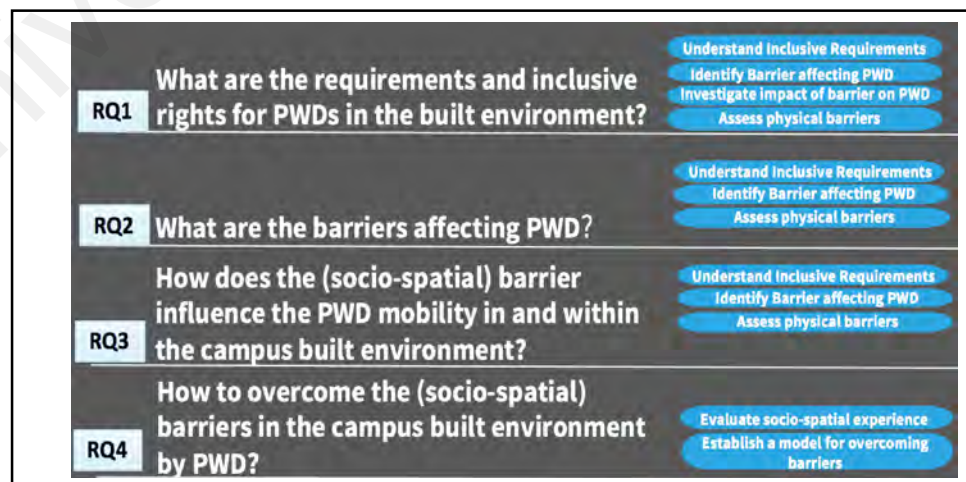 What are the requirements and inclusive
RQ1 rights for PWDs in the built environment?
Understand Inclusive Requirements
Identify Barrier affecting PWD
Investigate impact of barrier on PWD
Assess physical barriers
RQ2 What are the barriers affecting PWD?
Understand Inclusive Requirements
Identify Barrier affecting PWD
Assess physical barriers
How does the (socio-spatial) barrier
influence the PWD mobility in and within
RQ3 the campus built environment?
Understand Inclusive Requirements
Identify Barrier affecting PWD
Assess physical barriers
How to overcome the (socio-spatial)
barriers in the campus built environment
RQ4 by PWD?
Evaluate socio-spatial experience
Establish a model for overcoming
barriers